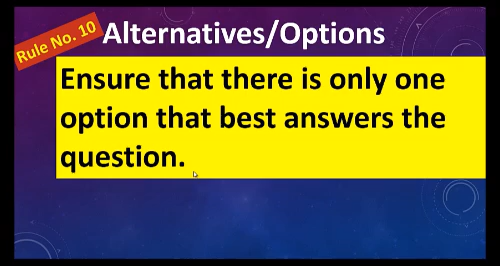 Rule No. 10
Alternatives/Options
Ensure that there is only one
option that best answers the
question.